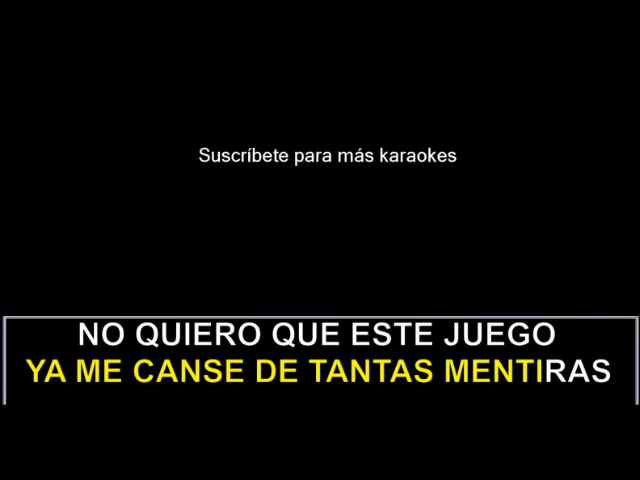 Suscríbete para más karaokes
NO QUIERO QUE ESTE JUEGO
YA ME CANSE DE TANTAS MENTIRAS